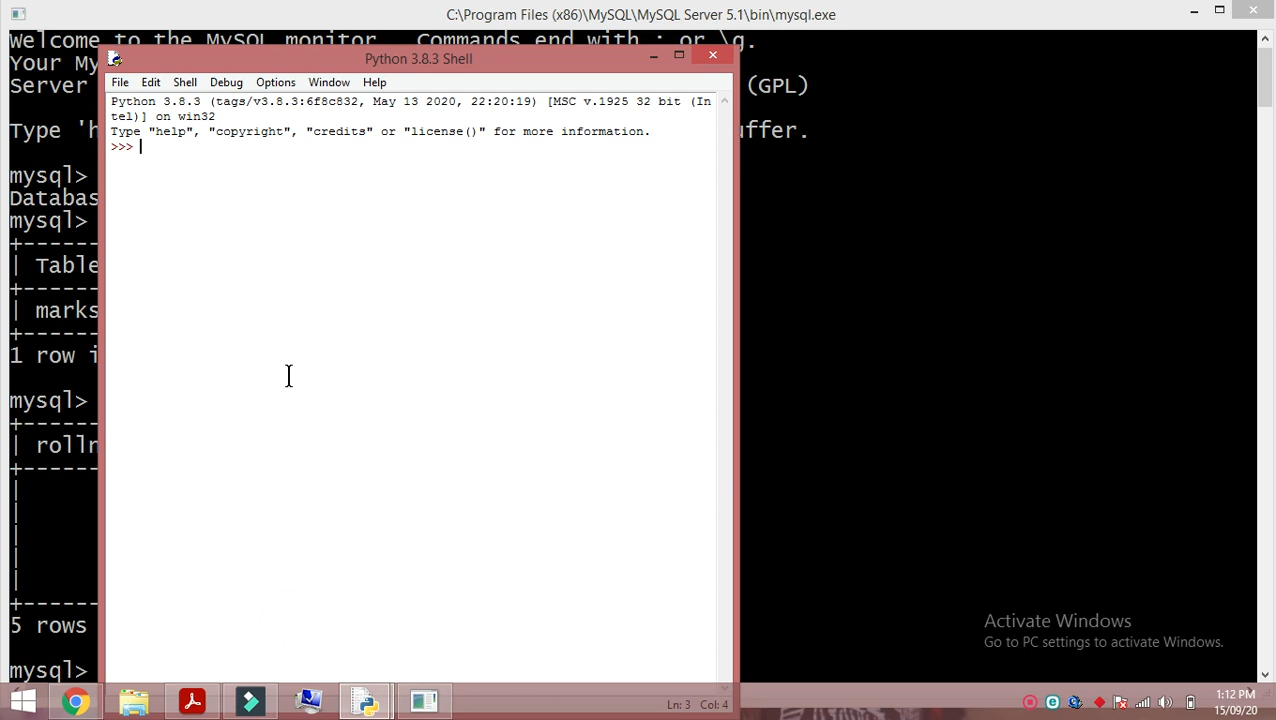 C:\Program Files (x86)\MySQL\MySQL Server 5.1\bin\mysql.exe
Welcome to the MySQL monitor. Commands end with ; or \g.
Your My
Server (GPL)
Type 'h uffer.
mysql>
Databas
mysql>
Table
marks
1 row i
mysql>
rolln
5 rows
mysql>
Python 3.8.3 Shell
File Edit Shell Debug Options Window Help
Python 3.8.3 (tags/v3.8.3:6f8c832, May 13 2020, 22:20:19) [MSC v.1925 32 bit (In
tel)] on win32
Type "help", "copyright", "credits" or "license()" for more information.
>>>
Ln: 3 Col: 4
Activate Windows
Go to PC settings to activate Windows.
1:12 PM
15/09/20